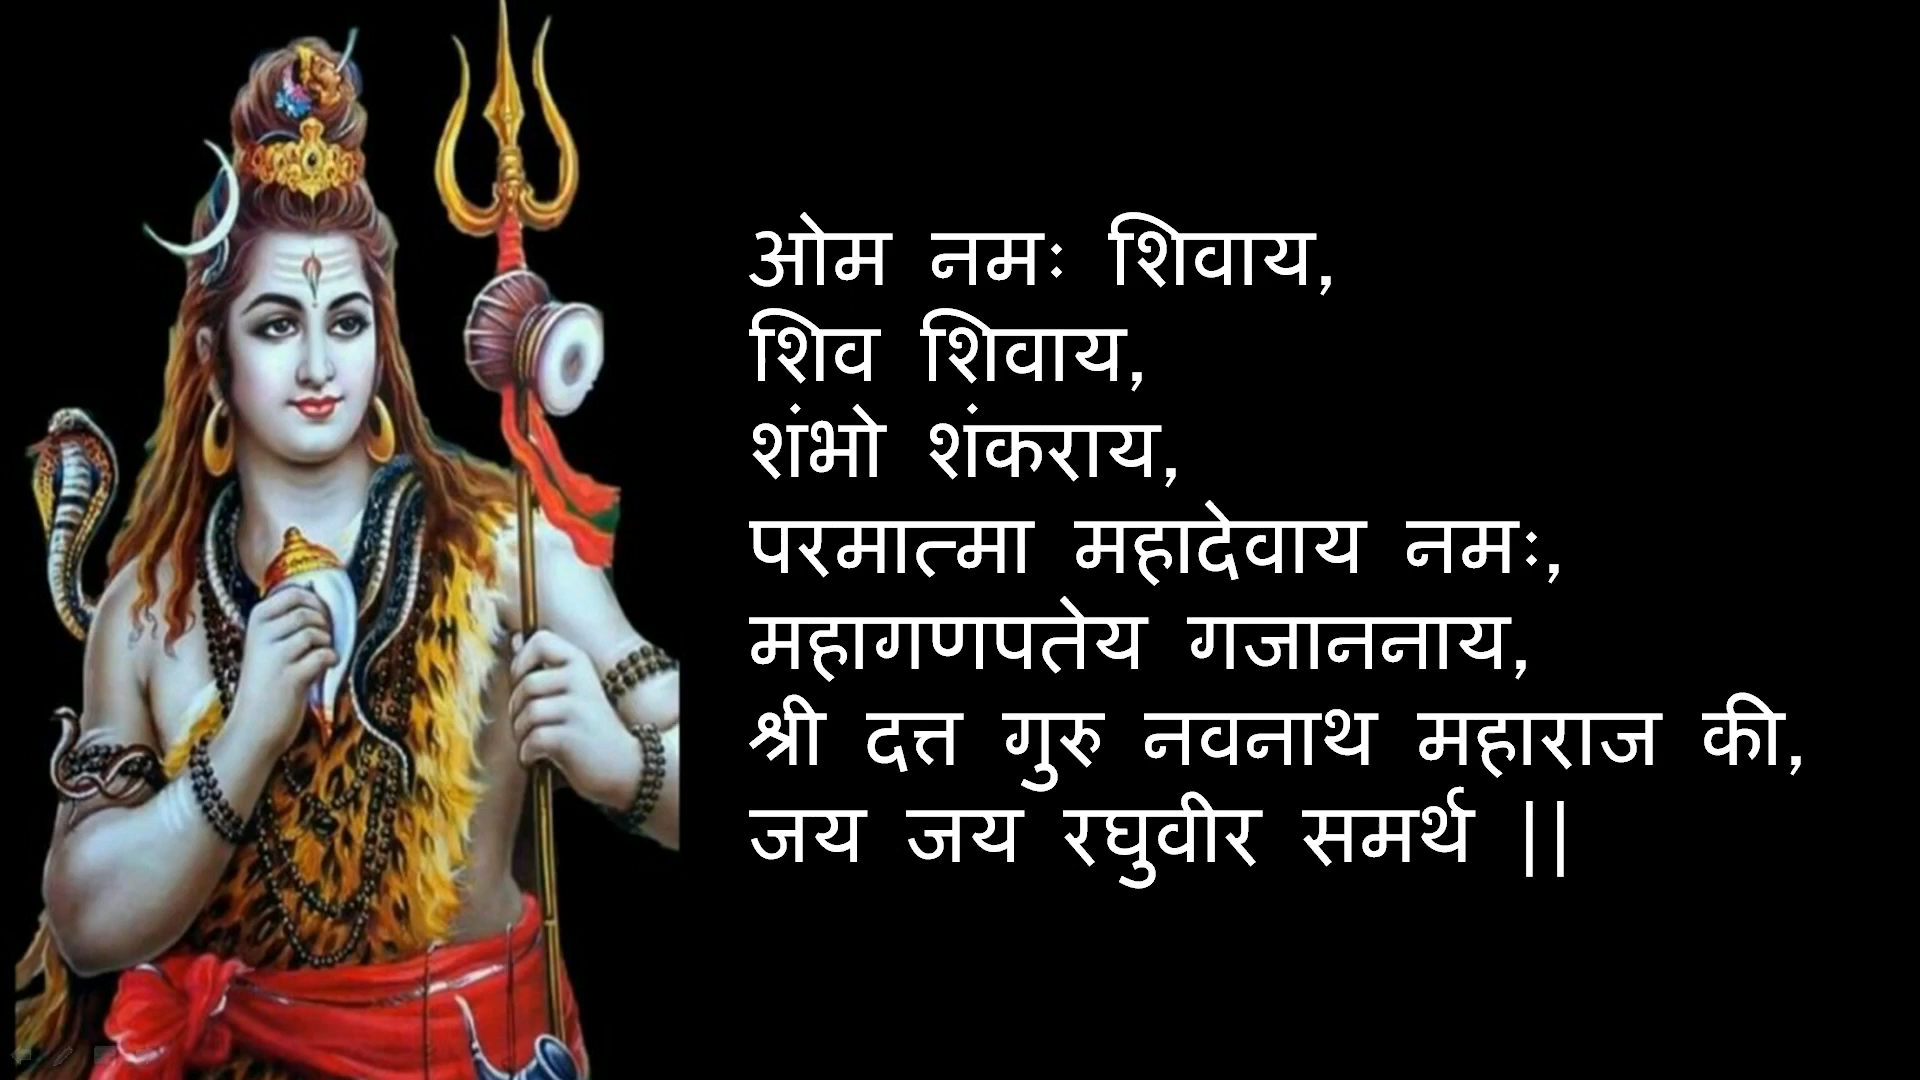 ओम नमः शिवाय,
शिव शिवाय,
शंभो शंकराय,
परमात्मा महादेवाय नमः,
महागणपतेय गजाननाय,
श्री दत्त गुरु नवनाथ महाराज की,
जय जय रघुवीर समर्थ ||